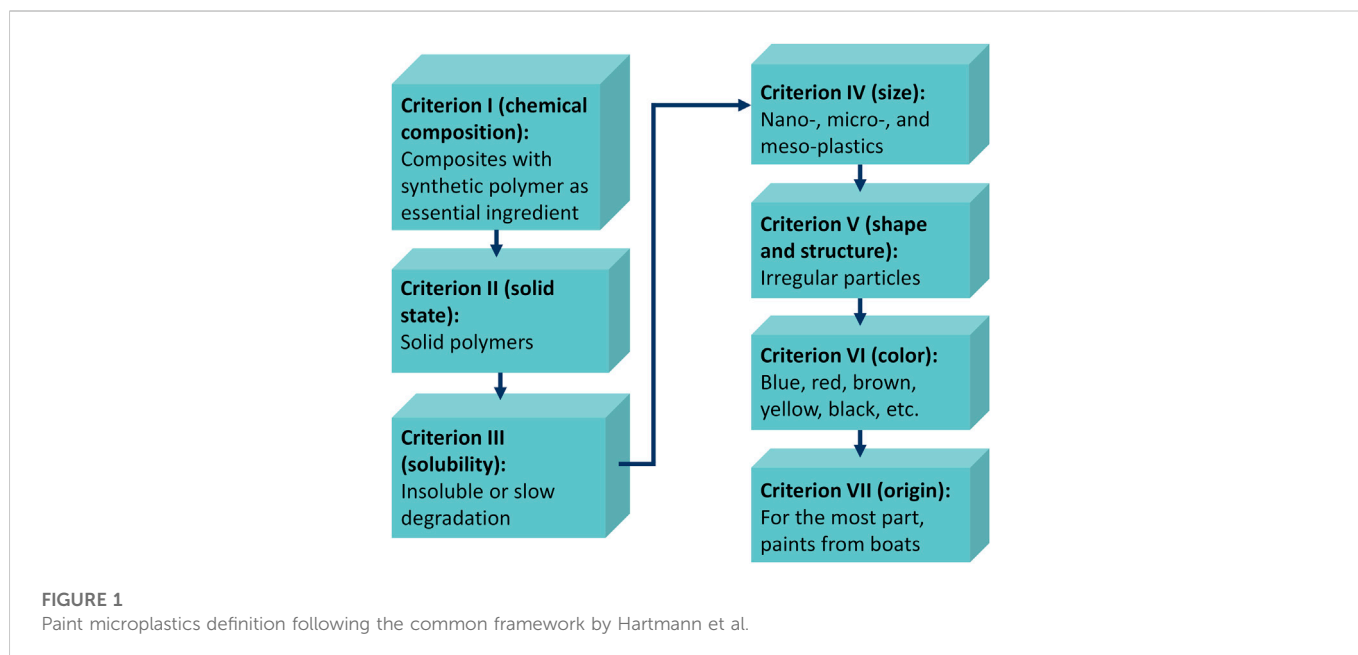 Criterion I (chemical
composition):
Composites with
synthetic polymer as
essential ingredient
Criterion II (solid
state):
Solid polymers
Criterion III
(solubility):
Insoluble or slow
degradation
Criterion IV (size):
Nano-, micro-, and
meso-plastics
Criterion V (shape
and structure):
Irregular particles
Criterion VI (color):
Blue, red, brown,
yellow, black, etc.
Criterion VII (origin):
For the most part,
paints from boats
FIGURE 1
Paint microplastics definition following the common framework by Hartmann et al.